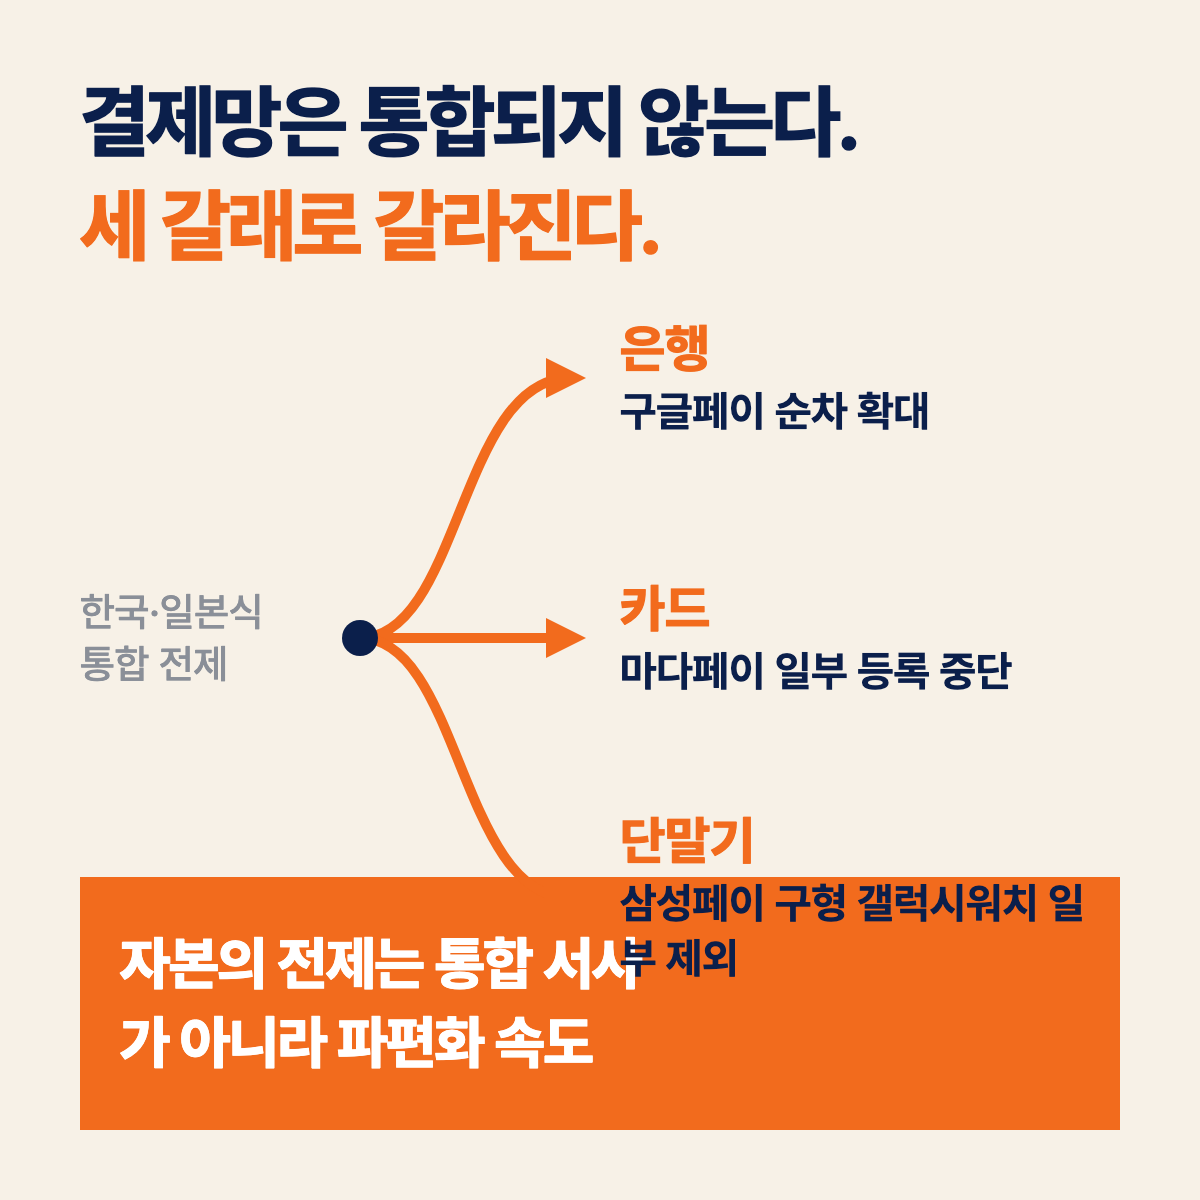 결제망은 통합되지 않는다.
세 갈래로 갈라진다.
은행
구글페이 순차 확대
한국·일본식
통합 전제
카드
마다페이 일부 등록 중단
단말기
삼성페이 구형 갤럭시워치 일
부 제외
자본의 전제는 통합 서사
가 아니라 파편화 속도